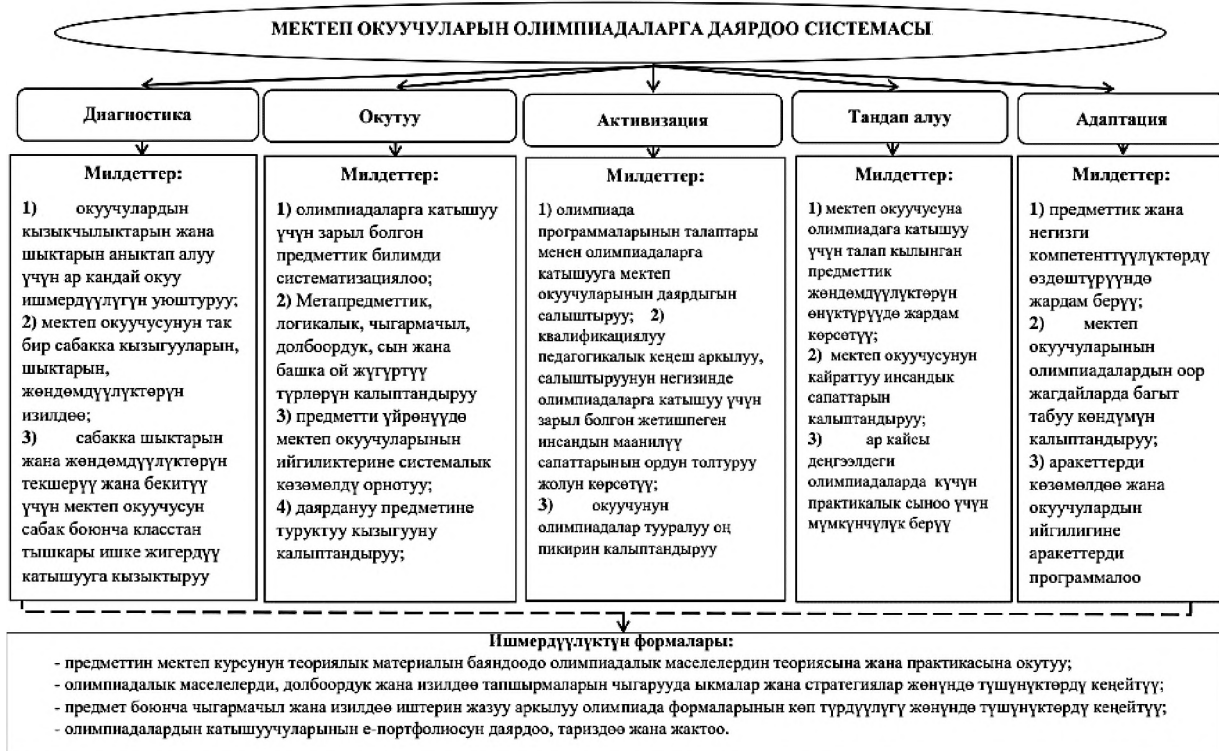 МЕКТЕП ОКУУЧУЛАРЫН ОЛИМПИАДАЛАРГА ДАЯРДОО СИСТЕМАСЫ
Диагностика
Милдеттер:
1) окуучулардын
кызыкчылыктарын жана
шыктарын аныктап алуу
үчүн ар кандай окуу
ишмердүүлүгүн уюштуруу;
2) мектеп окуучусунун так
бир сабакка кызыгууларын,
шыктарын,
жөндөмдүүлүктөрүн
изилдөө;
3) сабакка шыктарын
жана жөндөмдүүлүктөрүн
текшерүү жана бекитүү
үчүн мектеп окуучусун
сабак боюнча класстан
тышкары ишке жигердүү
катышууга кызыктыруу
Окутуу
Милдеттер:
1) олимпиадаларга катышуу
үчүн зарыл болгон
предметтик билимди
систематизациялоо;
2) Метапредметтик,
логикалык, чыгармачыл,
долбоордук, сын жана
башка ой жүгүртүү
түрлөрүн калыптандыруу
3) предметти үйрөнүүдө
мектеп окуучуларынын
ийгиликтерине системалык
көзөмөлдү орнотуу;
4) даярдануу предметине
туруктуу кызыгууну
калыптандыруу;
Активизация
Милдеттер:
1) олимпиада
программаларынын талаптары
менен олимпиадаларга
катышууга мектеп
окуучуларынын даярдыгын
салыштыруу; 2)
квалификациялуу
педагогикалык кеңеш аркылуу,
салыштыруунун негизинде
олимпиадаларга катышуу үчүн
зарыл болгон жетишпеген
инсандын маанилүү
сапаттарынын ордун толтуруу
жолун көрсөтүү;
3) окуучунун
олимпиадалар тууралуу оң
пикирин калыптандыруу
Тандап алуу
Милдеттер:
1) мектеп окуучусуна
олимпиадага катышуу
үчүн талап кылынган
предметтик
жөндөмдүүлүктөрүн
өнүктүрүүдө жардам
көрсөтүү;
2) мектеп окуучусунун
кайраттуу инсандык
сапаттарын
калыптандыруу;
3) ар кайсы
деңгээлдеги
олимпиадаларда күчүн
практикалык сыноо үчүн
мүмкүнчүлүк берүү
Адаптация
Милдеттер:
1) предметтик жана
негизги
компетенттүүлүктөрдү
өздөштүрүүндө
жардам берүү;
2) мектеп
окуучуларынын
олимпиадалардын оор
жагдайларда багыт
табуу көндүмүн
калыптандыруу;
3) аракеттерди
көзөмөлдөө жана
окуучулардын
ийгилигине
аракеттерди
программалоо
Ишмердүүлүктүн формалары:
- предметтин мектеп курсунун теориялык материалын баяндоодо олимпиадалык маселелердин теориясына жана практикасына окутуу;
- олимпиадалык маселелерди, долбоордук жана изилдөө тапшырмаларын чыгарууда ыкмалар жана стратегиялар жөнүндө түшүнүктөрдү кеңейтүү;
- предмет боюнча чыгармачыл жана изилдөө иштерин жазуу аркылуу олимпиада формаларынын көп түрдүүлүгү жөнүндө түшүнүктөрдү кеңейтүү;
- олимпиадалардын катышуучуларынын е-портфолиосун даярдоо, тариздөө жана жактоо.